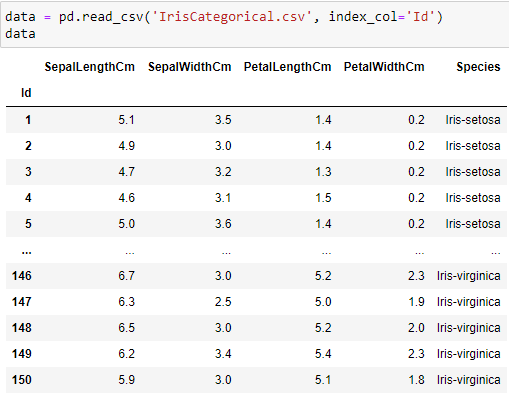 data = pd.read_csv('IrisCategorical.csv', index_col='Id')
data
SepalLengthCm SepalWidthCm PetalLengthCm PetalWidthCm Species
Id
1 5.1 3.5 1.4 0.2 Iris-setosa
2 4.9 3.0 1.4 0.2 Iris-setosa
3 4.7 3.2 1.3 0.2 Iris-setosa
4 4.6 3.1 1.5 0.2 Iris-setosa
5 5.0 3.6 1.4 0.2 Iris-setosa
... ... ... ... ... ...
146 6.7 3.0 5.2 2.3 Iris-virginica
147 6.3 2.5 5.0 1.9 Iris-virginica
148 6.5 3.0 5.2 2.0 Iris-virginica
149 6.2 3.4 5.4 2.3 Iris-virginica
150 5.9 3.0 5.1 1.8 Iris-virginica